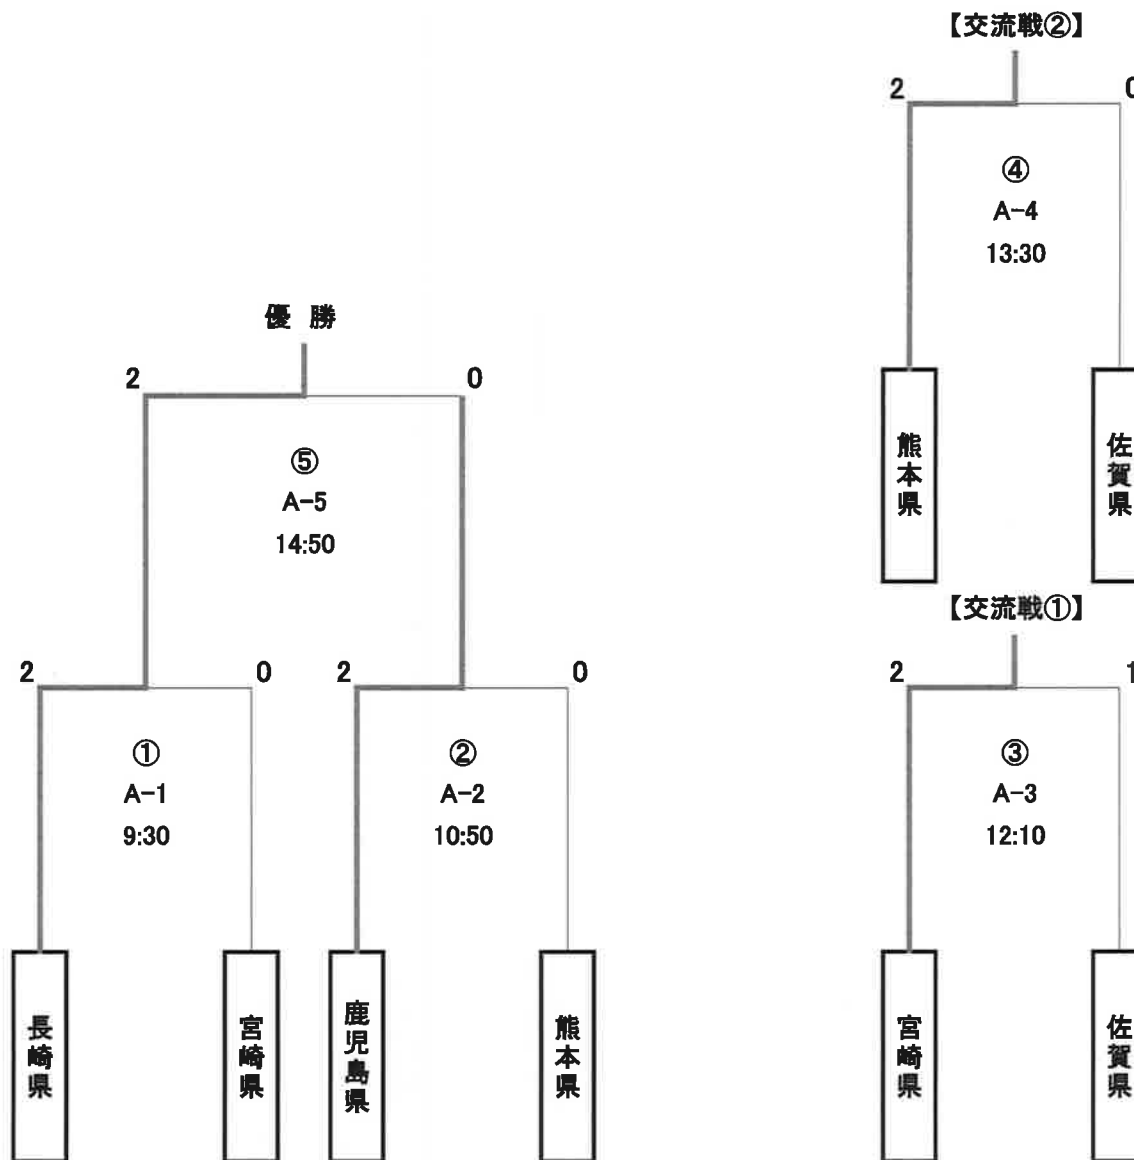 【交流戦②】
2 0
④
A-4
13:30
熊本県
佐賀県
優 勝
2 0
⑤
A-5
14:50
【交流戦①】
2 1
③
A-3
12:10
宮崎県
佐賀県
2 0
①
A-1
9:30
長崎県
宮崎県
2 0
②
A-2
10:50
鹿児島県
熊本県